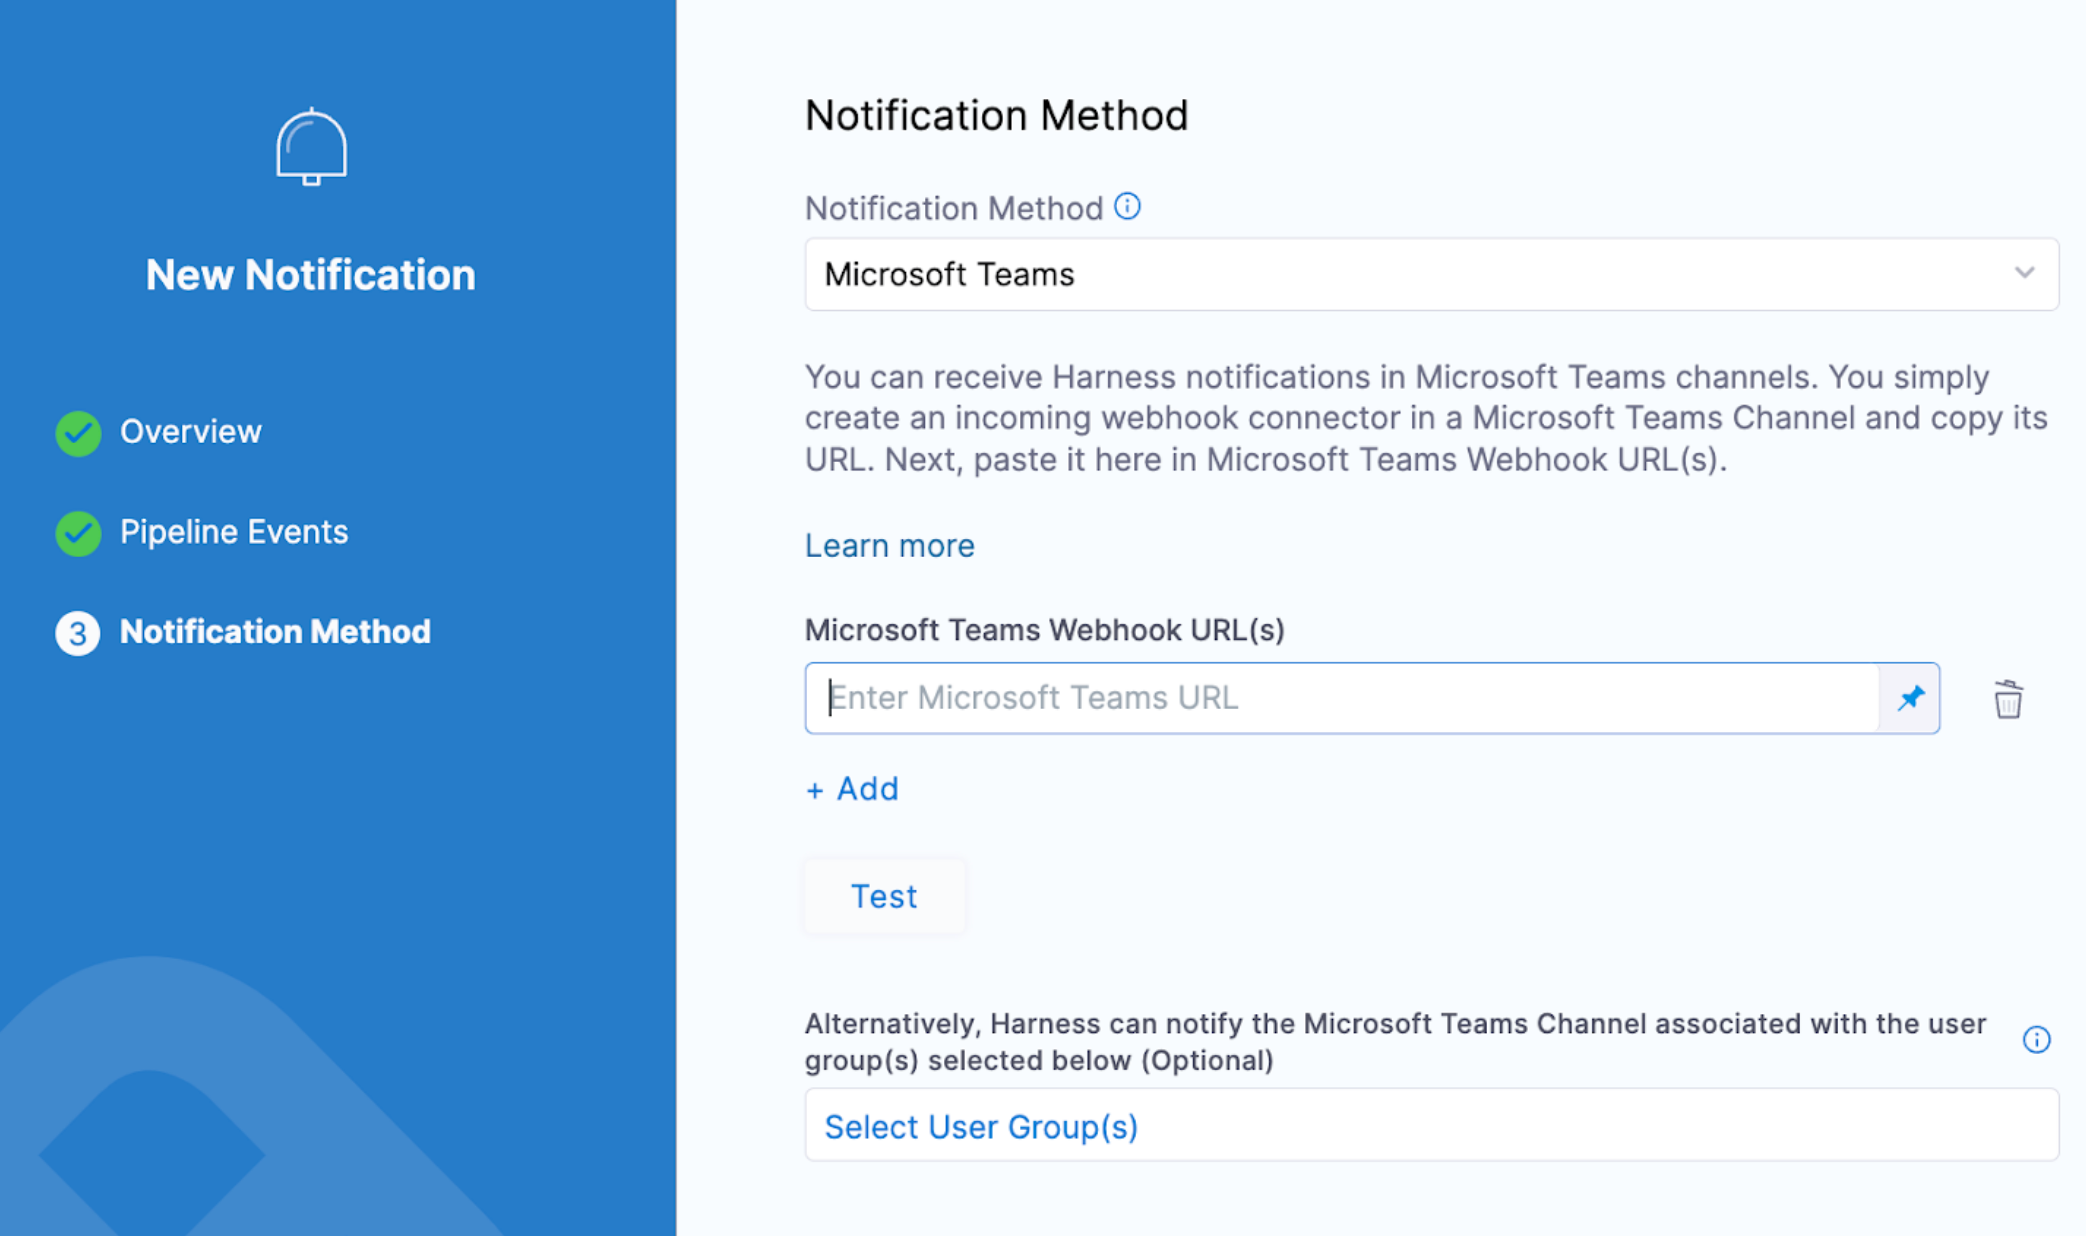 New Notification
Overview
Pipeline Events
3 Notification Method
Notification Method
Notification Method
Microsoft Teams
You can receive Harness notifications in Microsoft Teams channels. You simply
create an incoming webhook connector in a Microsoft Teams Channel and copy its
URL. Next, paste it here in Microsoft Teams Webhook URL(s).
Learn more
Microsoft Teams Webhook URL(s)
Enter Microsoft Teams URL
+ Add
Test
Alternatively, Harness can notify the Microsoft Teams Channel associated with the user
group(s) selected below (Optional)
Select User Group(s)